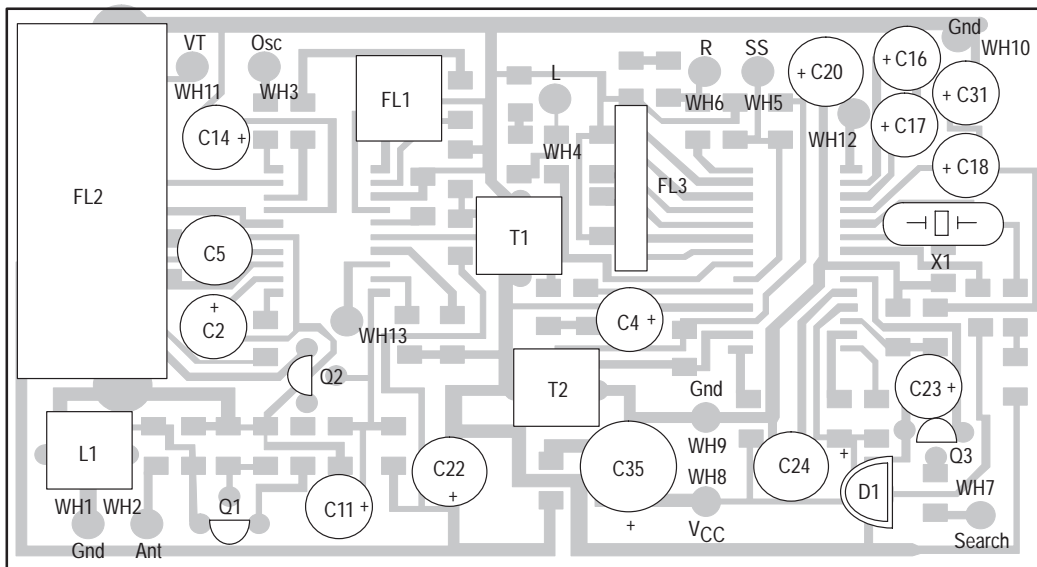 VT
Osc
L
R
SS
Gnd
WH10
WH11
WH3
FL1
WH6
WH5
+ C20
+ C16
+ C31
C14 +
WH4
WH12
+ C17
+ C18
FL2
FL3
T1
C5
X1
+
C2
WH13
C4 +
Q2
T2
Gnd
C23 +
L1
WH9
+
Q3
C22
+
C35
+
WH8
C24
D1
WH1
WH2
Q1
C11 +
WH7
Gnd
Ant
VCC
Search